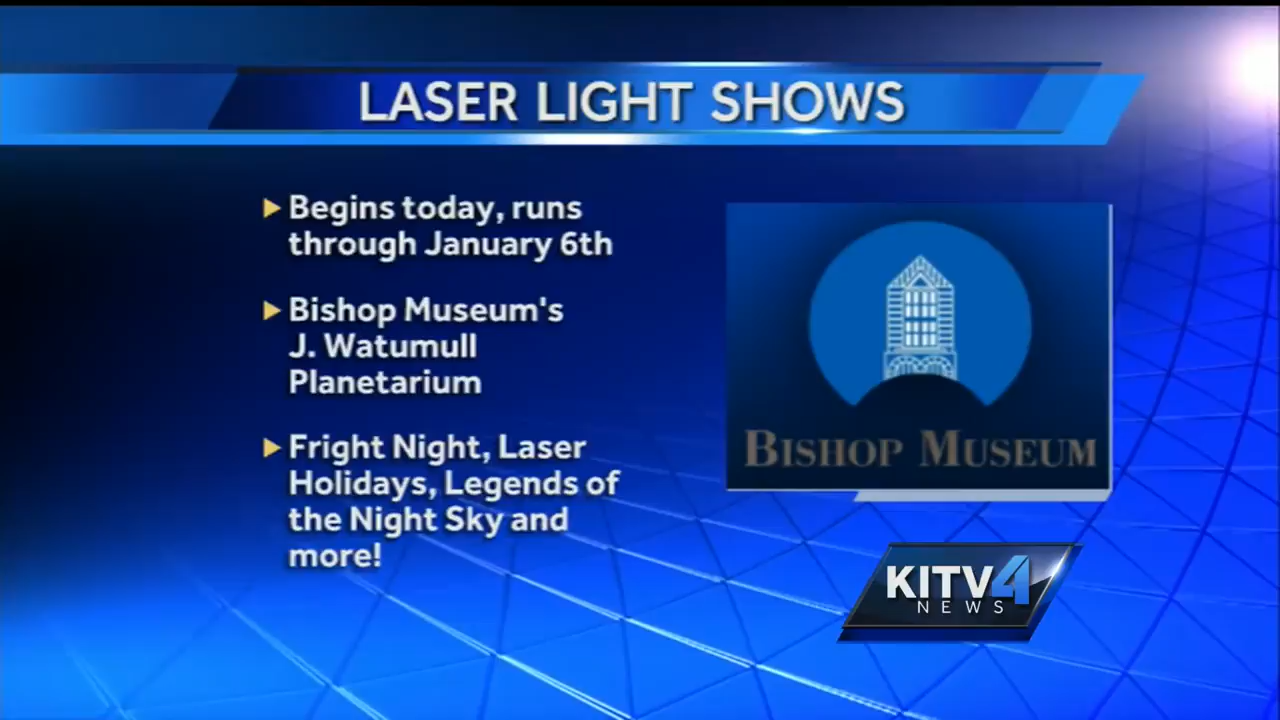 LASER LIGHT SHOWS
Begins today, runs
through January 6th
Bishop Museum's
J. Watumull
Planetarium
Fright Night, Laser
Holidays, Legends of
the Night Sky and
more!
BISHOP MUSEUM
KITV4
NEWS